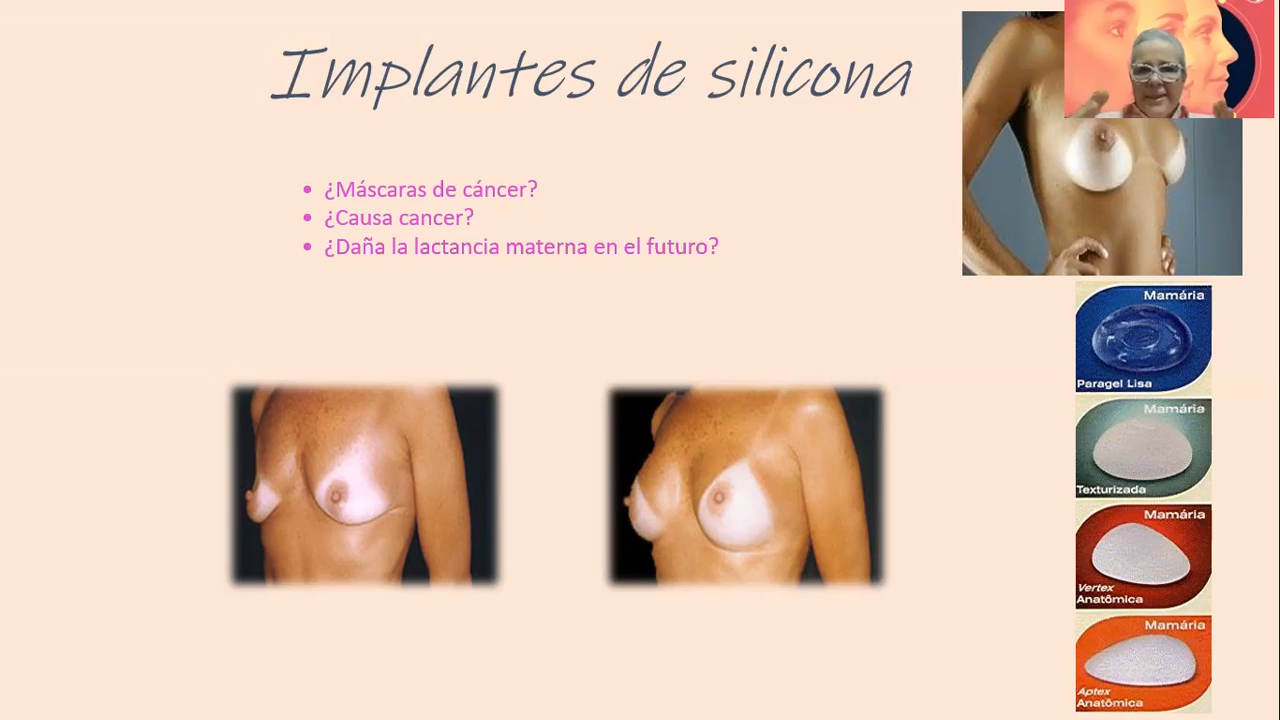 Implantes de silicona
¿Máscaras de cáncer?
¿Causa cancer?
¿Daña la lactancia materna en el futuro?
Mamária
Paragel Lisa
Mamária
Texturizada
Mamária
Vertex
Anatômica
Mamária
Aptex
Anatômica